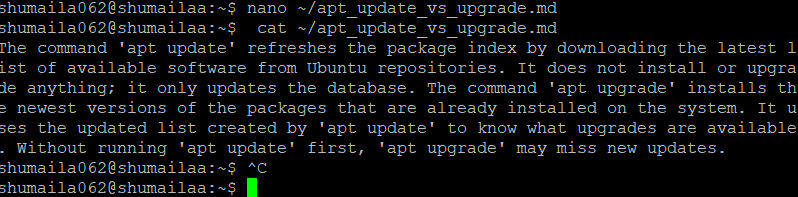 shumaila062@shumailaa:~$ nano ~/apt_update_vs_upgrade.md
shumaila062@shumailaa:~$  cat ~/apt_update_vs_upgrade.md
The command 'apt update' refreshes the package index by downloading the latest l
ist of available software from Ubuntu repositories. It does not install or upgra
de anything; it only updates the database. The command 'apt upgrade' installs th
e newest versions of the packages that are already installed on the system. It u
ses the updated list created by 'apt update' to know what upgrades are available
. Without running 'apt update' first, 'apt upgrade' may miss new updates.
shumaila062@shumailaa:~$ ^C
shumaila062@shumailaa:~$